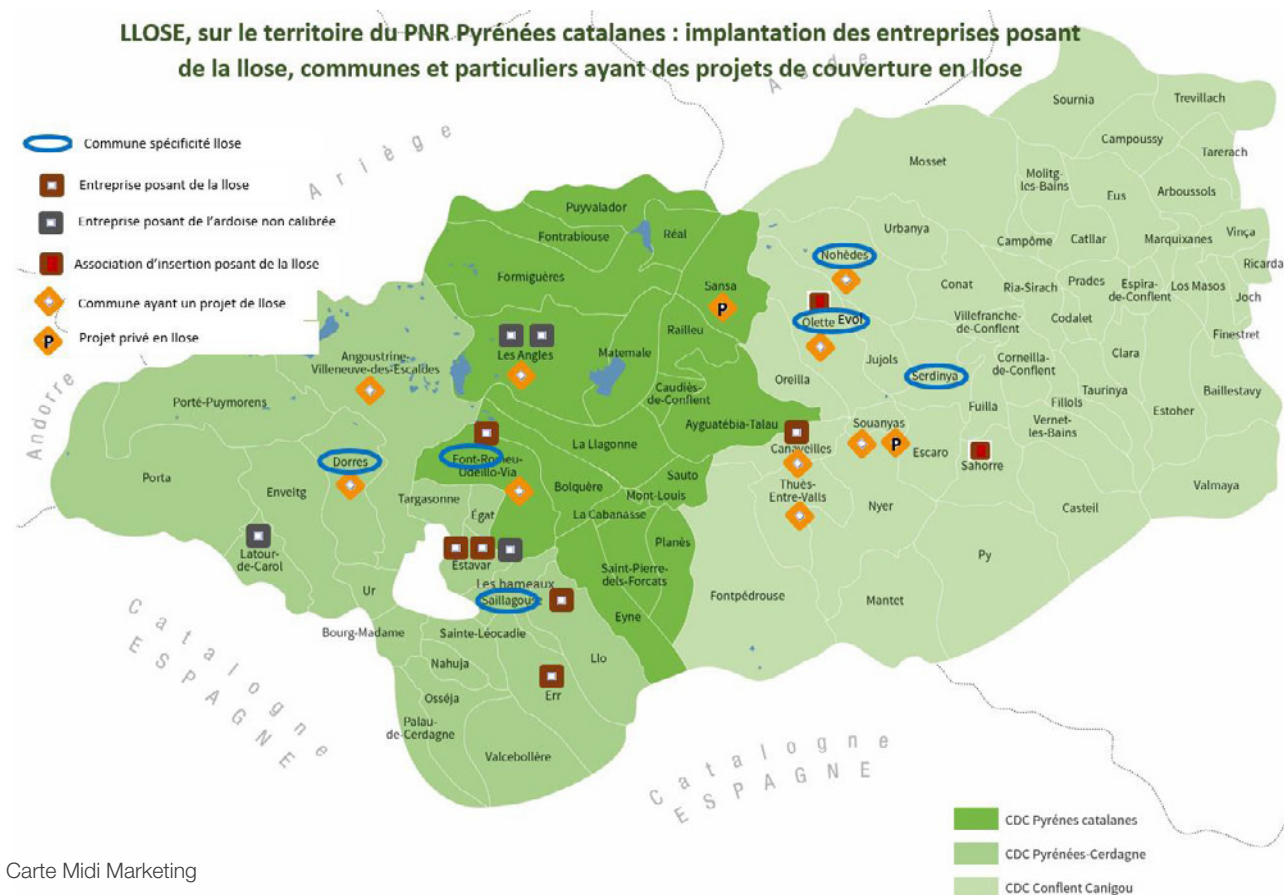 LLOSE, sur le territoire du PNR Pyrénées catalanes : implantation des entreprises posant
de la llose, communes et particuliers ayant des projets de couverture en llose
Commune spécificité llose
Entreprise posant de la llose
Entreprise posant de l'ardoise non calibrée
Association d'insertion posant de la llose
Commune ayant un projet de llose
P
Projet privé en llose
Ariège
Aude
Andorre
Catalogne
ESPAGNE
Catalogne
ESPAGNE
Puyvalador
Fontrabiouse
Réal
Formiguères
Sansa
P
Railleu
Les Angles
Matemale
Caudiès-
de-Conflent
Ayguatébia-Talau
La Llagonne
Font-Romeu-
Odeillo-Via
Bolquère
Sauto
Mont-Louis
La Cabanasse
Planès
Saint-Pierre-
dels-Forcats
Eyne
Angoustrine-
Villeneuve-des-Escaldes
Porté-Puymorens
Porta
Dorres
Enveitg
Targasonne
Égat
Latour-
de-Carol
Ur
Estavar
Les hameaux
Saillagouse
Bourg-Madame
Sainte-Léocadie
Nahuja
Llo
Err
Osséja
Palau-
de-Cerdagne
Valcebollère
Sournia
Trevillach
Campoussy
Tarerach
Mosset
Molitg-
les-Bains
Eus
Arboussols
Urbanya
Nohèdes
Campôme
Catllar
Marquixanes
Vinça
Ricarda
Conat
Ria-Sirach
Prades
Espira-
de-Conflent
Los Masos
Joch
Olette Evol
Villefranche-
de-Conflent
Codalet
Finestret
Jujols
Oreilla
Serdinya
Corneilla-
de-Conflent
Clara
Taurinya
Baillestavy
Fuilla
Fillols
Estoher
Vernet-
les-Bains
Souanyas
P
Canaveilles
Escaro
Sahorre
Thuès-
Entre-Valls
Nyer
Casteil
Valmaya
Py
Fontpédrouse
Mantet
CDC Pyrénes catalanes
CDC Pyrénées-Cerdagne
CDC Conflent Canigou
Carte Midi Marketing